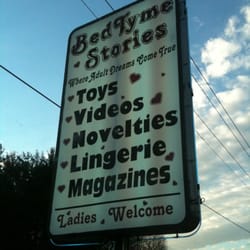 BedTyme
Stories
Where Adult Dreams Come True
Toys
Videos
Novelties
Lingerie
Magazines
Ladies Welcome